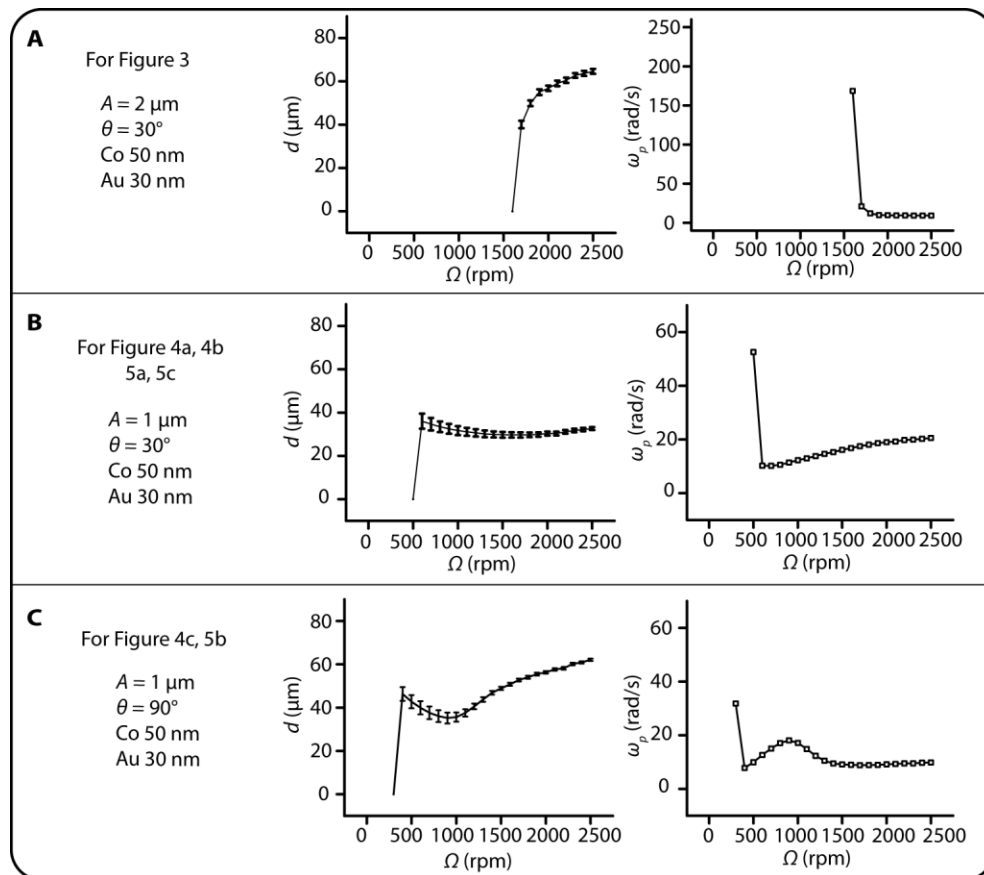 A
For Figure 3
A = 2 μm
θ = 30°
Co 50 nm
Au 30 nm
d (μm)
80
60
40
20
0
0 500 1000 1500 2000 2500
Ω (rpm)
ω_p (rad/s)
250
200
150
100
50
0
0 500 1000 1500 2000 2500
Ω (rpm)
B
For Figure 4a, 4b
5a, 5c
A = 1 μm
θ = 30°
Co 50 nm
Au 30 nm
d (μm)
80
60
40
20
0
0 500 1000 1500 2000 2500
Ω (rpm)
ω_p (rad/s)
60
40
20
0
0 500 1000 1500 2000 2500
Ω (rpm)
C
For Figure 4c, 5b
A = 1 μm
θ = 90°
Co 50 nm
Au 30 nm
d (μm)
80
60
40
20
0
0 500 1000 1500 2000 2500
Ω (rpm)
ω_p (rad/s)
60
40
20
0
0 500 1000 1500 2000 2500
Ω (rpm)